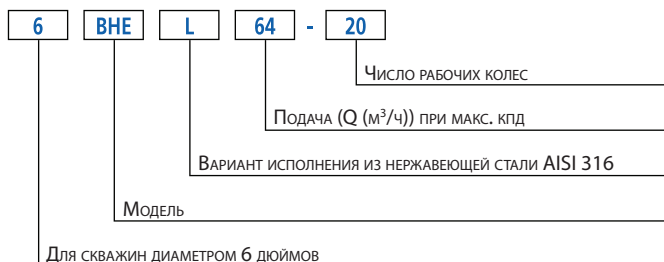 6 BHE L 64 - 20
Число рабочих колес
Подача (Q (м³/ч)) при макс. кпд
Вариант исполнения из нержавеющей стали AISI 316
Модель
Для скважин диаметром 6 дюймов